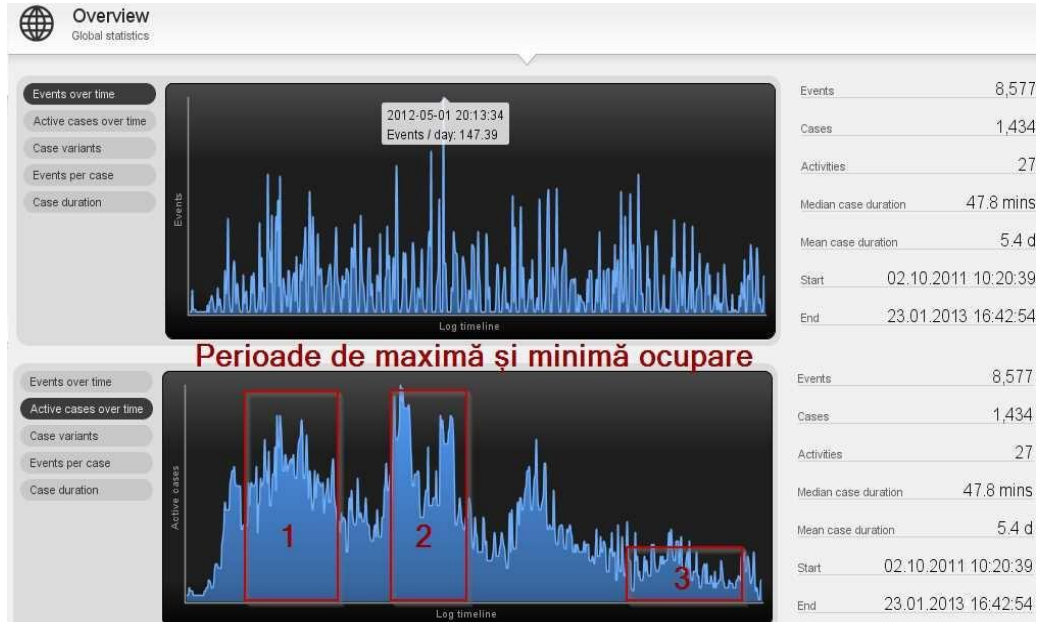 Overview
Global statistics
Events over time
Active cases over time
Case variants
Events per case
Case duration
2012-05-01 20:13:34
Events / day: 147.39
Events
Log timeline
Events 8,577
Cases 1,434
Activities 27
Median case duration 47.8 mins
Mean case duration 5.4 d
Start 02.10.2011 10:20:39
End 23.01.2013 16:42:54
Perioade de maximă și minimă ocupare
Events over time
Active cases over time
Case variants
Events per case
Case duration
Active cases
1
2
3
Log timeline
Events 8,577
Cases 1,434
Activities 27
Median case duration 47.8 mins
Mean case duration 5.4 d
Start 02.10.2011 10:20:39
End 23.01.2013 16:42:54